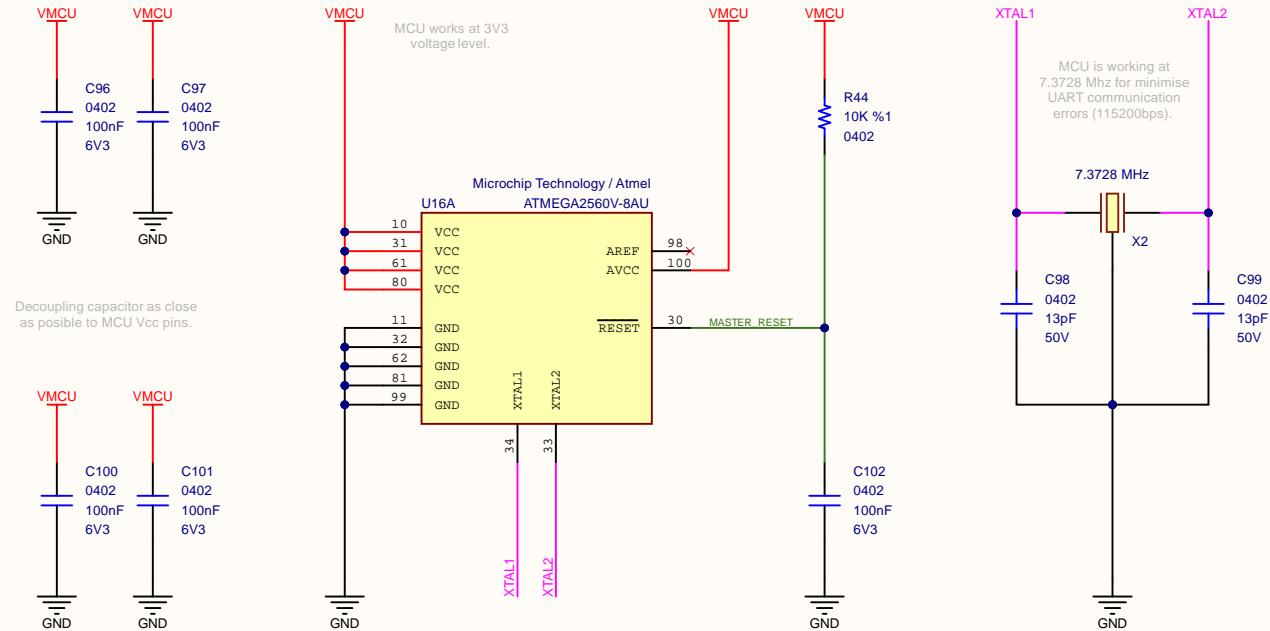 VMCU
VMCU
C96
0402
100nF
6V3
C97
0402
100nF
6V3
GND
GND
Decoupling capacitor as close
as posible to MCU Vcc pins.
VMCU
VMCU
C100
0402
100nF
6V3
C101
0402
100nF
6V3
GND
GND
VMCU
MCU works at 3V3
voltage level.
VMCU
VMCU
R44
10K %1
0402
Microchip Technology / Atmel
U16A
ATMEGA2560V-8AU
10 VCC
31 VCC
61 VCC
80 VCC
11 GND
32 GND
62 GND
81 GND
99 GND
AREF 98
AVCC 100
RESET 30
MASTER_RESET
XTAL1
XTAL2
34
33
XTAL1
XTAL2
GND
C102
0402
100nF
6V3
GND
XTAL1
XTAL2
MCU is working at
7.3728 Mhz for minimise
UART communication
errors (115200bps).
7.3728 MHz
X2
C98
0402
13pF
50V
C99
0402
13pF
50V
GND